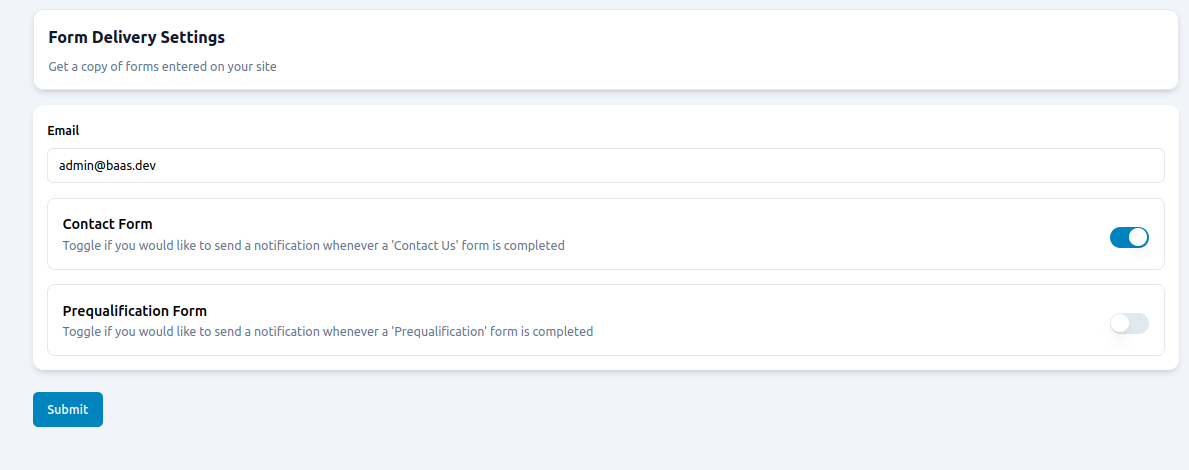 Form Delivery Settings
Get a copy of forms entered on your site
Email
admin@baas.dev
Contact Form
Toggle if you would like to send a notification whenever a 'Contact Us' form is completed
Prequalification Form
Toggle if you would like to send a notification whenever a 'Prequalification' form is completed
Submit